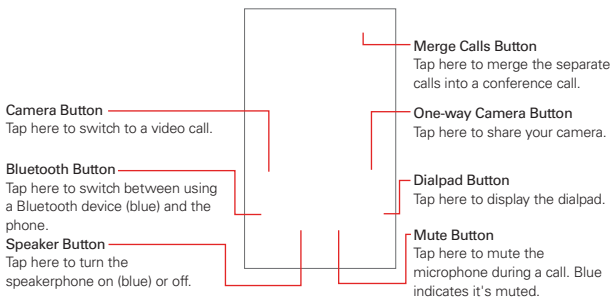 Merge Calls Button
Tap here to merge the separate
calls into a conference call.
Camera Button
Tap here to switch to a video call.
One-way Camera Button
Tap here to share your camera.
Bluetooth Button
Tap here to switch between using
a Bluetooth device (blue) and the
phone.
Dialpad Button
Tap here to display the dialpad.
Speaker Button
Tap here to turn the
speakerphone on (blue) or off.
Mute Button
Tap here to mute the
microphone during a call. Blue
indicates it's muted.